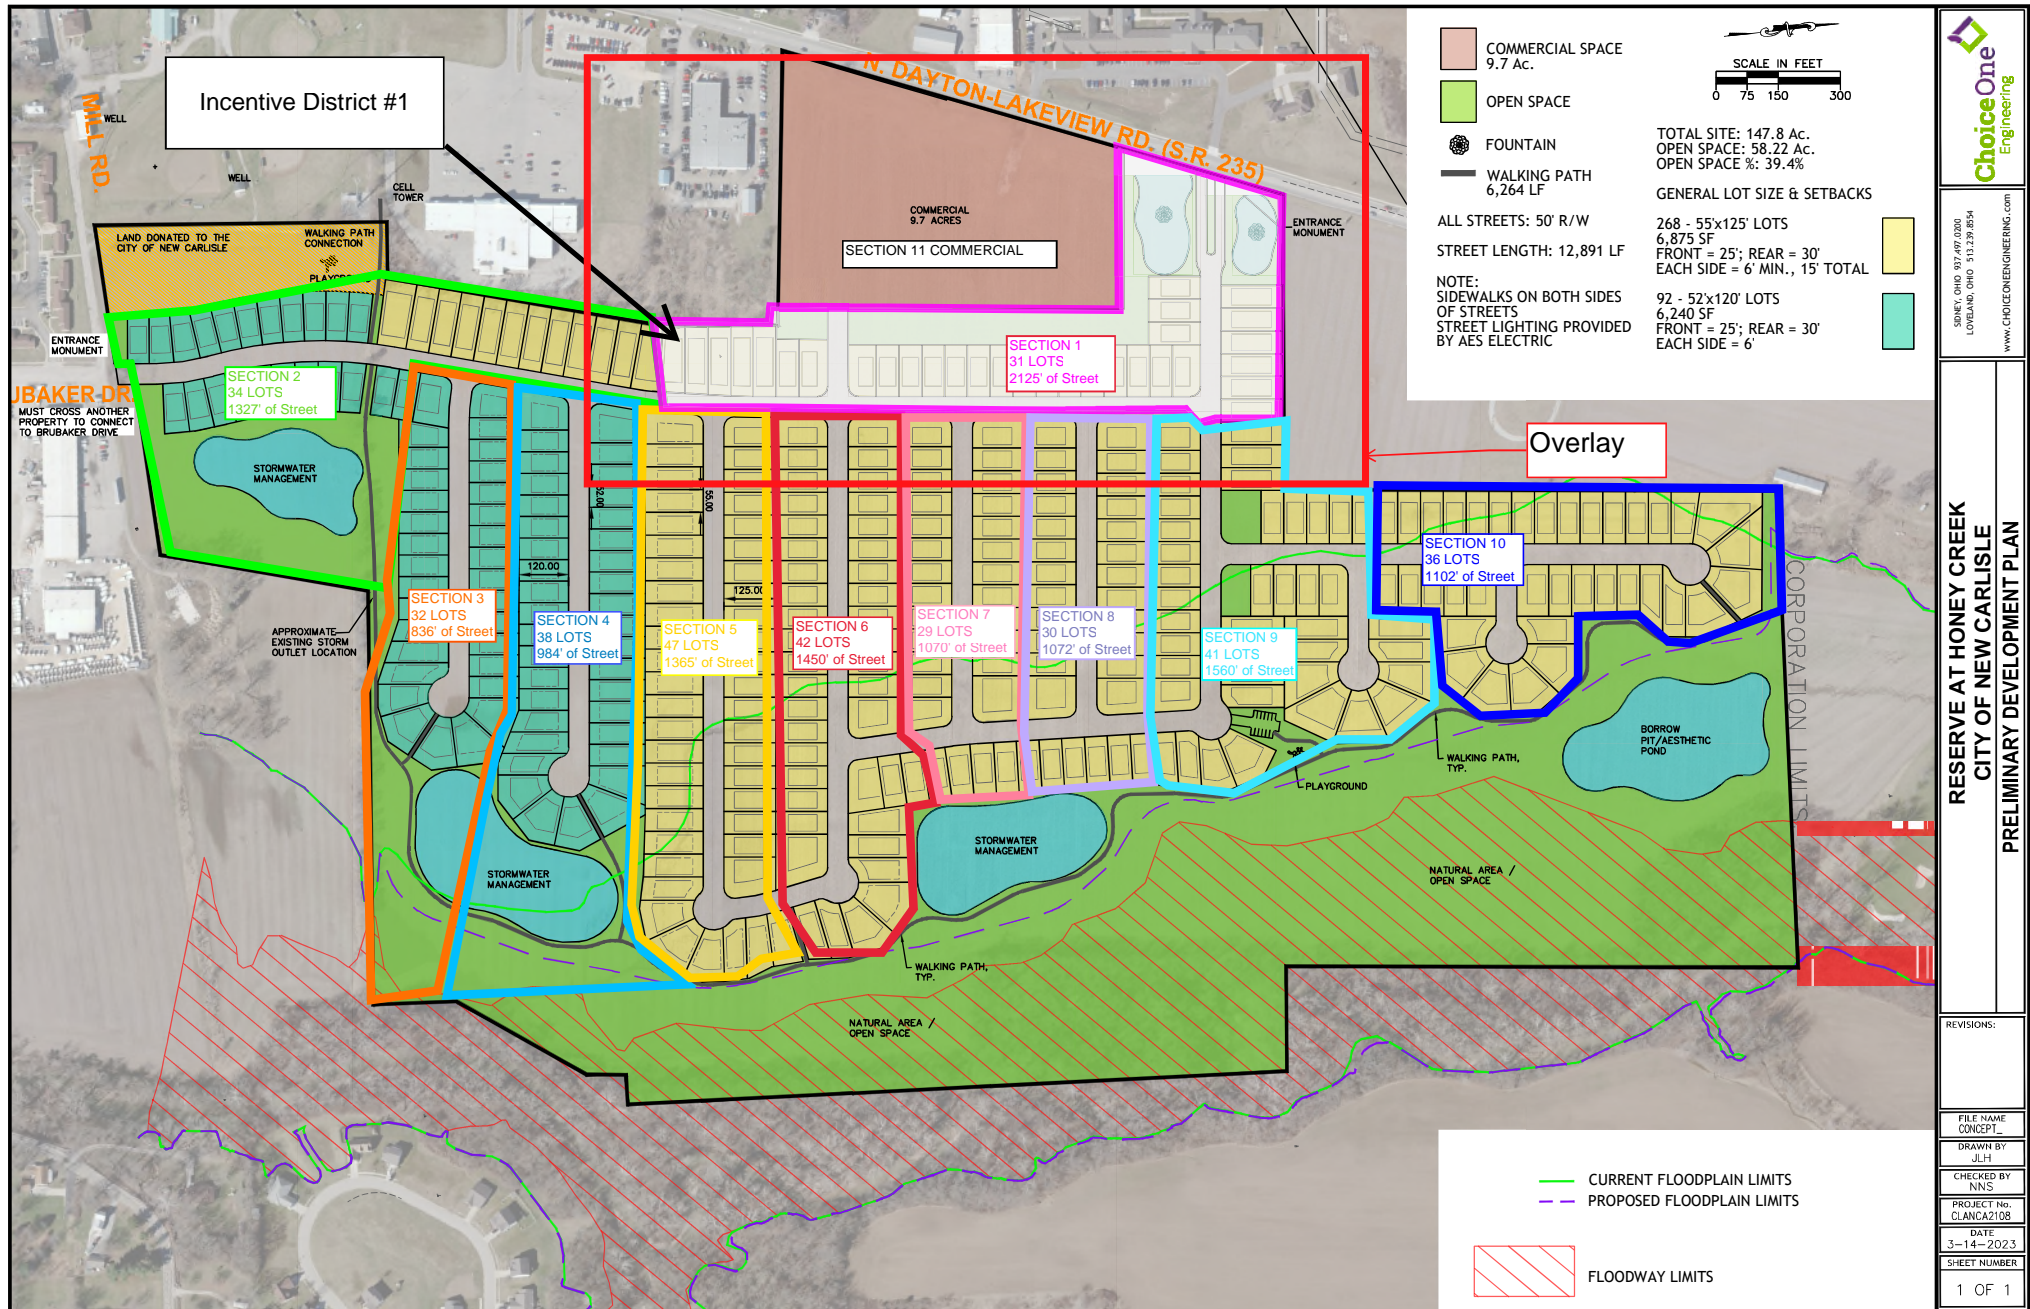 Incentive District #1
MILL RD.
WELL
WELL
CELL
TOWER
N. DAYTON-LAKEVIEW RD. (S.R. 235)
LAND DONATED TO THE
CITY OF NEW CARLISLE
WALKING PATH
CONNECTION
COMMERCIAL
9.7 ACRES
SECTION 11 COMMERCIAL
ENTRANCE
MONUMENT
ENTRANCE
MONUMENT
UBAKER DR.
MUST CROSS ANOTHER
PROPERTY TO CONNECT
TO BRUBAKER DRIVE
SECTION 2
34 LOTS
1327' of Street
SECTION 1
31 LOTS
2125' of Street
Overlay
STORMWATER
MANAGEMENT
52.00
55.00
120.00
125.00
APPROXIMATE
EXISTING STORM
OUTLET LOCATION
SECTION 3
32 LOTS
836' of Street
SECTION 4
38 LOTS
984' of Street
SECTION 5
47 LOTS
1365' of Street
SECTION 6
42 LOTS
1450' of Street
SECTION 7
29 LOTS
1070' of Street
SECTION 8
30 LOTS
1072' of Street
SECTION 9
41 LOTS
1560' of Street
SECTION 10
36 LOTS
1102' of Street
CORPORATION LIMITS
BORROW
PIT/AESTHETIC
POND
WALKING PATH,
TYP.
PLAYGROUND
STORMWATER
MANAGEMENT
STORMWATER
MANAGEMENT
NATURAL AREA /
OPEN SPACE
WALKING PATH,
TYP.
NATURAL AREA /
OPEN SPACE
COMMERCIAL SPACE
9.7 Ac.
OPEN SPACE
FOUNTAIN
WALKING PATH
6,264 LF
ALL STREETS: 50' R/W
STREET LENGTH: 12,891 LF
NOTE:
SIDEWALKS ON BOTH SIDES
OF STREETS
STREET LIGHTING PROVIDED
BY AES ELECTRIC
SCALE IN FEET
0 75 150 300
TOTAL SITE: 147.8 Ac.
OPEN SPACE: 58.22 Ac.
OPEN SPACE %: 39.4%
GENERAL LOT SIZE & SETBACKS
268 - 55'x125' LOTS
6,875 SF
FRONT = 25'; REAR = 30'
EACH SIDE = 6' MIN., 15' TOTAL
92 - 52'x120' LOTS
6,240 SF
FRONT = 25'; REAR = 30'
EACH SIDE = 6'
CURRENT FLOODPLAIN LIMITS
PROPOSED FLOODPLAIN LIMITS
FLOODWAY LIMITS
ChoiceOne
Engineering
SIDNEY, OHIO 937.497.0200
LOVELAND, OHIO 513.239.8554
www.CHOICEONEENGINEERING.com
RESERVE AT HONEY CREEK
CITY OF NEW CARLISLE
PRELIMINARY DEVELOPMENT PLAN
REVISIONS:
FILE NAME
CONCEPT_
DRAWN BY
JLH
CHECKED BY
NNS
PROJECT No.
CLANCA2108
DATE
3-14-2023
SHEET NUMBER
1 OF 1